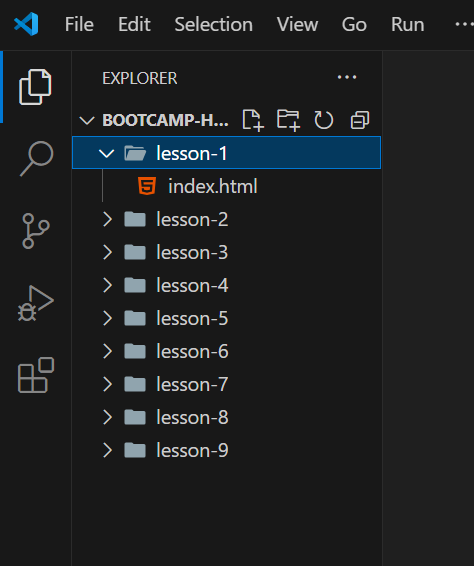 File Edit Selection View Go Run ...
EXPLORER ...
BOOTCAMP-H...
lesson-1
index.html
lesson-2
lesson-3
lesson-4
lesson-5
lesson-6
lesson-7
lesson-8
lesson-9